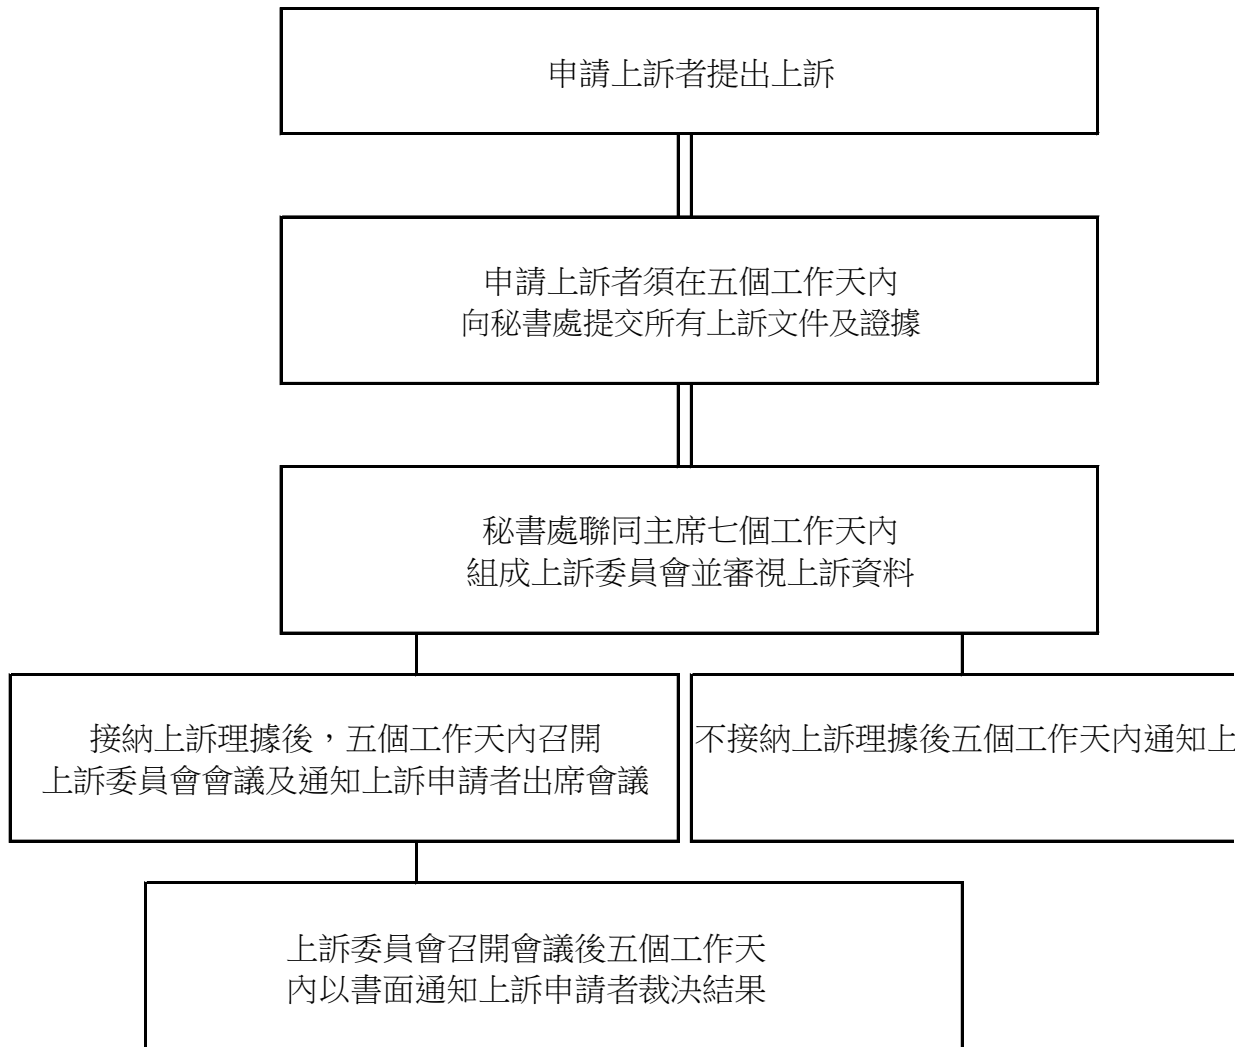 申請上訴者提出上訴
申請上訴者須在五個工作天內
向秘書處提交所有上訴文件及證據
秘書處聯同主席七個工作天內
組成上訴委員會並審視上訴資料
接納上訴理據後，五個工作天內召開
上訴委員會會議及通知上訴申請者出席會議
不接納上訴理據後五個工作天內通知上
上訴委員會召開會議後五個工作天
內以書面通知上訴申請者裁決結果